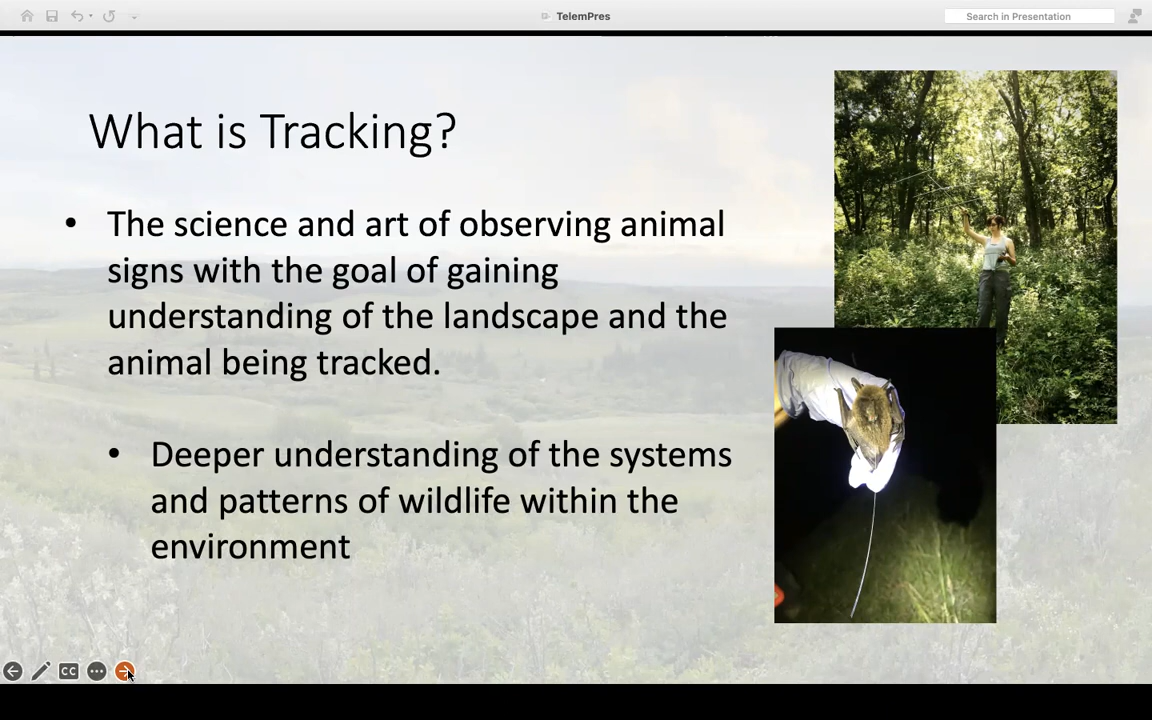 TelemPres
Search in Presentation
What is Tracking?
• The science and art of observing animal
signs with the goal of gaining
understanding of the landscape and the
animal being tracked.
• Deeper understanding of the systems
and patterns of wildlife within the
environment
CC